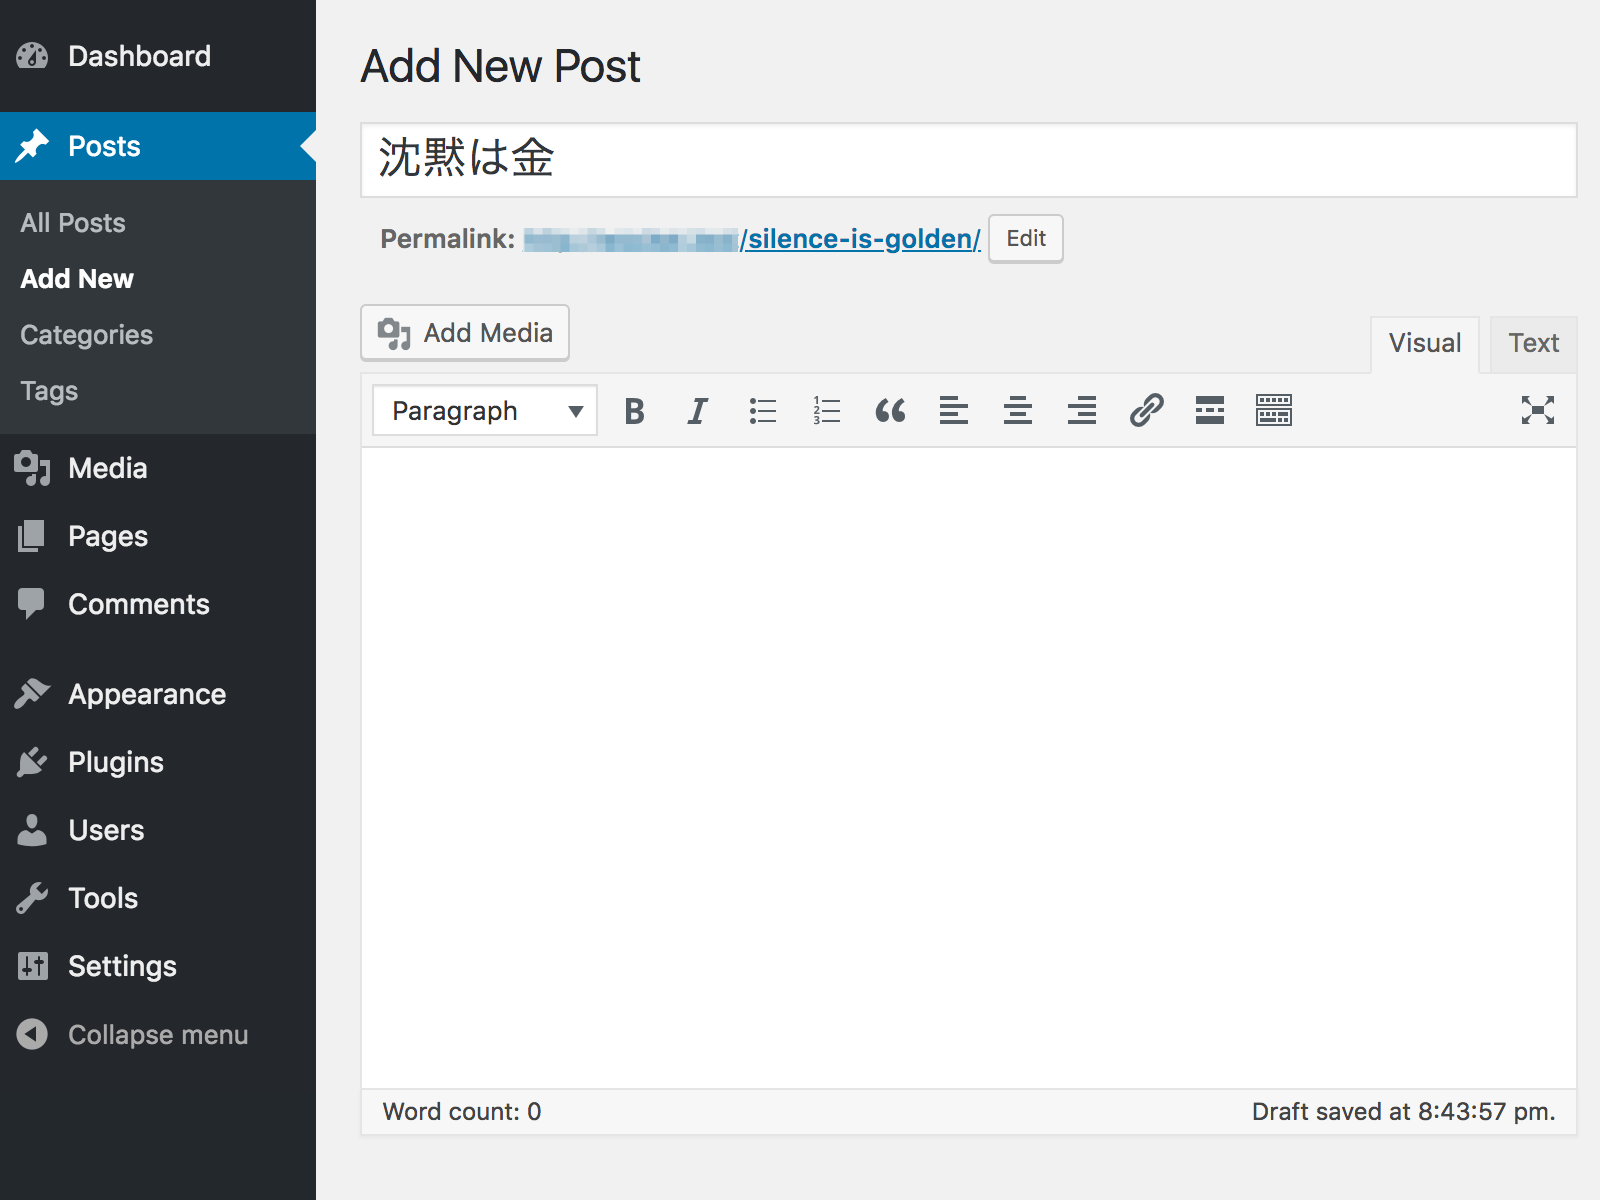 Dashboard
Posts
All Posts
Add New
Categories
Tags
Media
Pages
Comments
Appearance
Plugins
Users
Tools
Settings
Collapse menu
Add New Post
沈黙は金
Permalink: /silence-is-golden/ Edit
Add Media
Visual Text
Paragraph
Word count: 0 Draft saved at 8:43:57 pm.